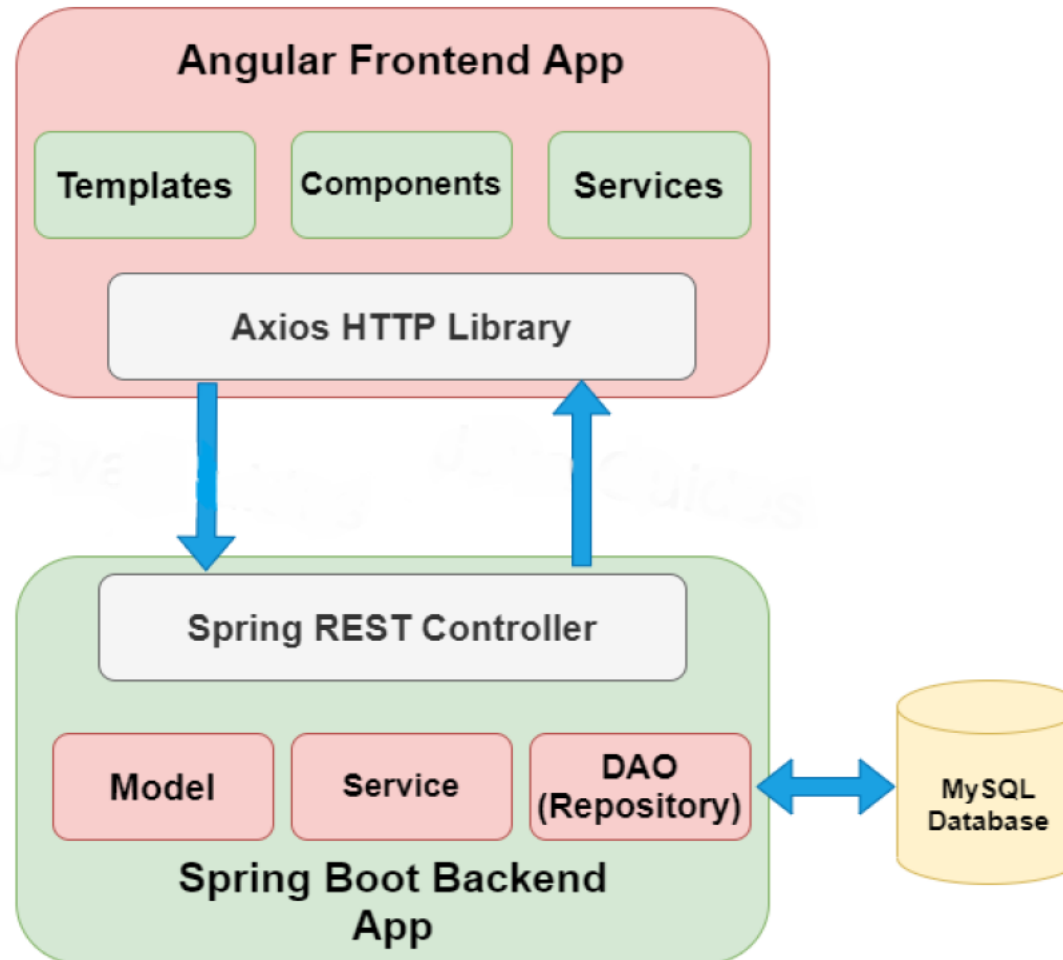 Angular Frontend App
Templates
Components
Services
Axios HTTP Library
Spring REST Controller
Model
Service
DAO
(Repository)
MySQL
Database
Spring Boot Backend
App